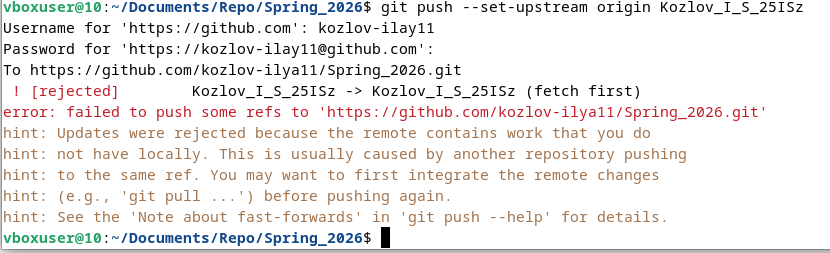 vboxuser@10:~/Documents/Repo/Spring_2026$ git push --set-upstream origin Kozlov_I_S_25ISz
Username for 'https://github.com': kozlov-ilay11
Password for 'https://kozlov-ilay11@github.com':
To https://github.com/kozlov-ilya11/Spring_2026.git
 ! [rejected]        Kozlov_I_S_25ISz -> Kozlov_I_S_25ISz (fetch first)
error: failed to push some refs to 'https://github.com/kozlov-ilya11/Spring_2026.git'
hint: Updates were rejected because the remote contains work that you do
hint: not have locally. This is usually caused by another repository pushing
hint: to the same ref. You may want to first integrate the remote changes
hint: (e.g., 'git pull ...') before pushing again.
hint: See the 'Note about fast-forwards' in 'git push --help' for details.
vboxuser@10:~/Documents/Repo/Spring_2026$